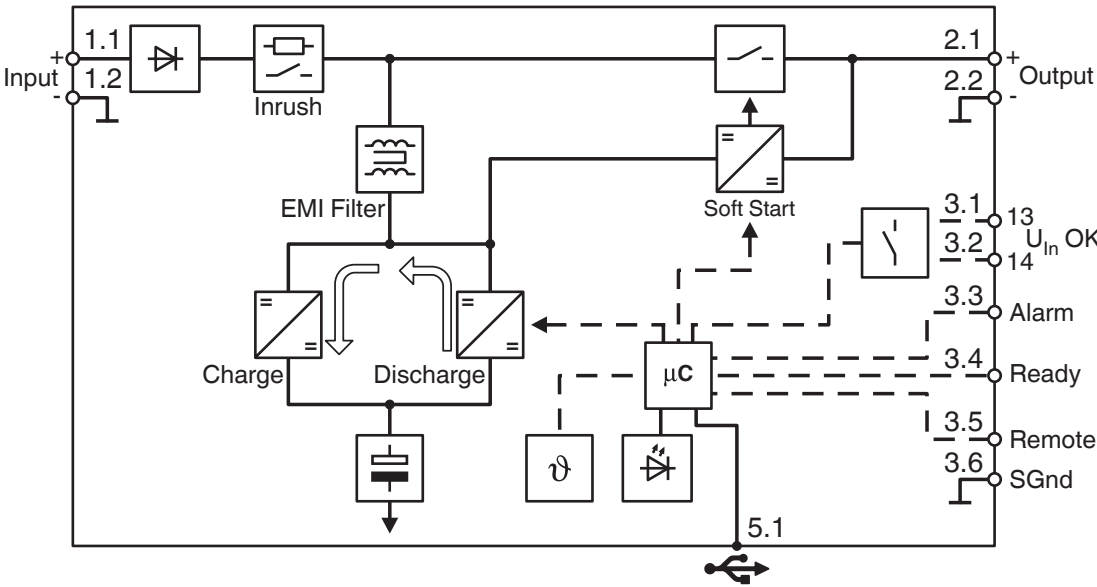 1.1
+
Input
1.2
-
Inrush
EMI Filter
=
=
Charge
=
=
Discharge
=
=
Soft Start
2.1
+
Output
2.2
-
3.1
13
U In OK
3.2
14
3.3
Alarm
3.4
Ready
μC
3.5
Remote
3.6
SGnd
ϑ
5.1